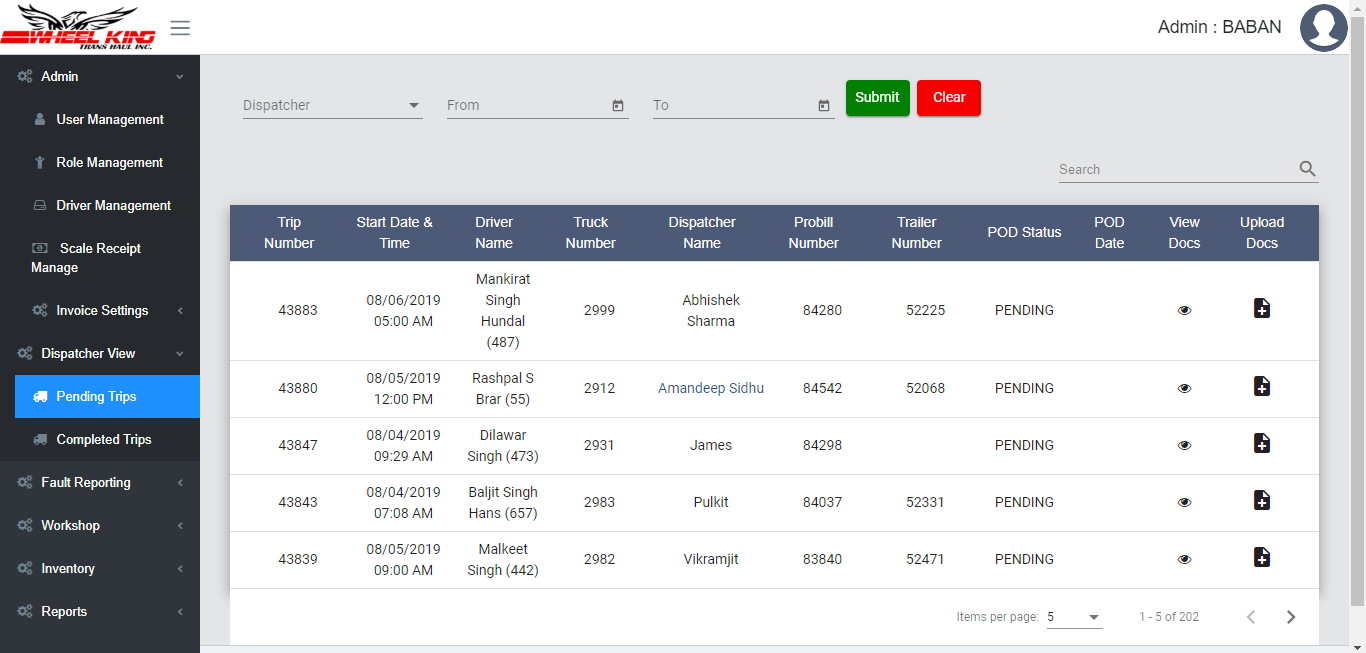 WHEEL KING
TRANS HAUL INC.
Admin : BABAN
Admin
User Management
Role Management
Driver Management
Scale Receipt
Manage
Invoice Settings
Dispatcher View
Pending Trips
Completed Trips
Fault Reporting
Workshop
Inventory
Reports
Dispatcher
From
To
Submit
Clear
Search
Trip Number Start Date & Time Driver Name Truck Number Dispatcher Name Probill Number Trailer Number POD Status POD Date View Docs Upload Docs
43883 08/06/2019 05:00 AM Mankirat Singh Hundal (487) 2999 Abhishek Sharma 84280 52225 PENDING
43880 08/05/2019 12:00 PM Rashpal S Brar (55) 2912 Amandeep Sidhu 84542 52068 PENDING
43847 08/04/2019 09:29 AM Dilawar Singh (473) 2931 James 84298 PENDING
43843 08/04/2019 07:08 AM Baljit Singh Hans (657) 2983 Pulkit 84037 52331 PENDING
43839 08/05/2019 09:00 AM Malkeet Singh (442) 2982 Vikramjit 83840 52471 PENDING
Items per page: 5 1 - 5 of 202